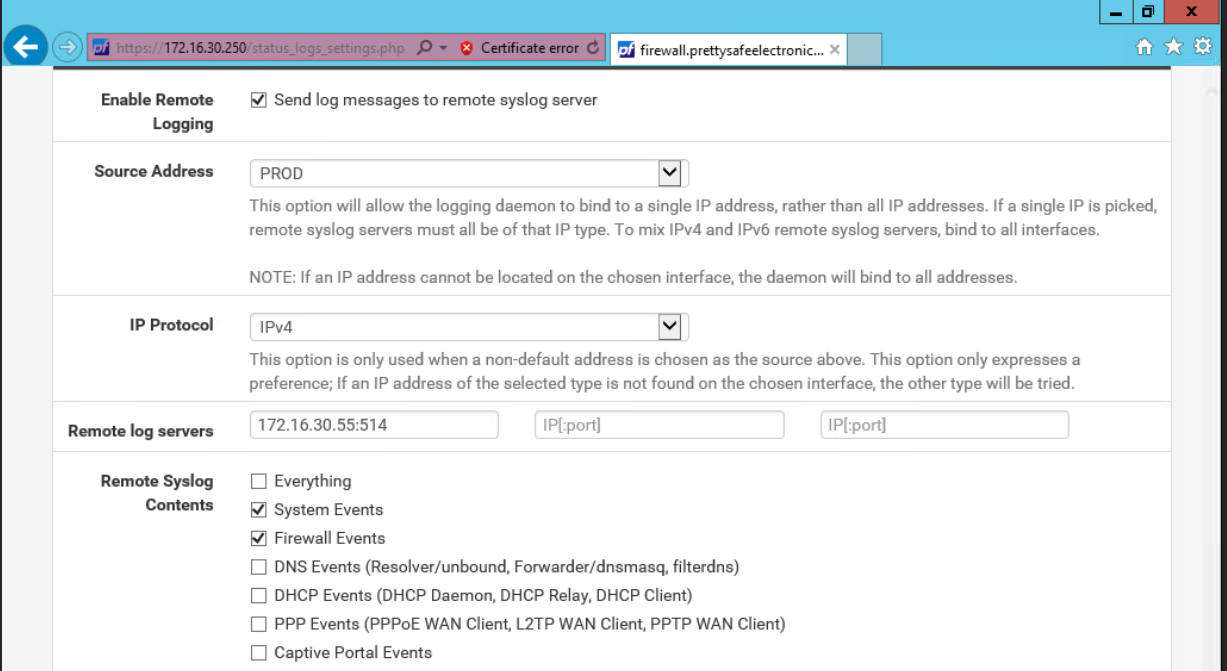 https://172.16.30.250/status_logs_settings.php
Certificate error
pf firewall.prettysafeelectronic...
Enable Remote Logging
Send log messages to remote syslog server
Source Address
PROD
This option will allow the logging daemon to bind to a single IP address, rather than all IP addresses. If a single IP is picked,
remote syslog servers must all be of that IP type. To mix IPv4 and IPv6 remote syslog servers, bind to all interfaces.
NOTE: If an IP address cannot be located on the chosen interface, the daemon will bind to all addresses.
IP Protocol
IPv4
This option is only used when a non-default address is chosen as the source above. This option only expresses a
preference; If an IP address of the selected type is not found on the chosen interface, the other type will be tried.
Remote log servers
172.16.30.55:514
IP[:port]
IP[:port]
Remote Syslog
Contents
Everything
System Events
Firewall Events
DNS Events (Resolver/unbound, Forwarder/dnsmasq, filterdns)
DHCP Events (DHCP Daemon, DHCP Relay, DHCP Client)
PPP Events (PPPoE WAN Client, L2TP WAN Client, PPTP WAN Client)
Captive Portal Events